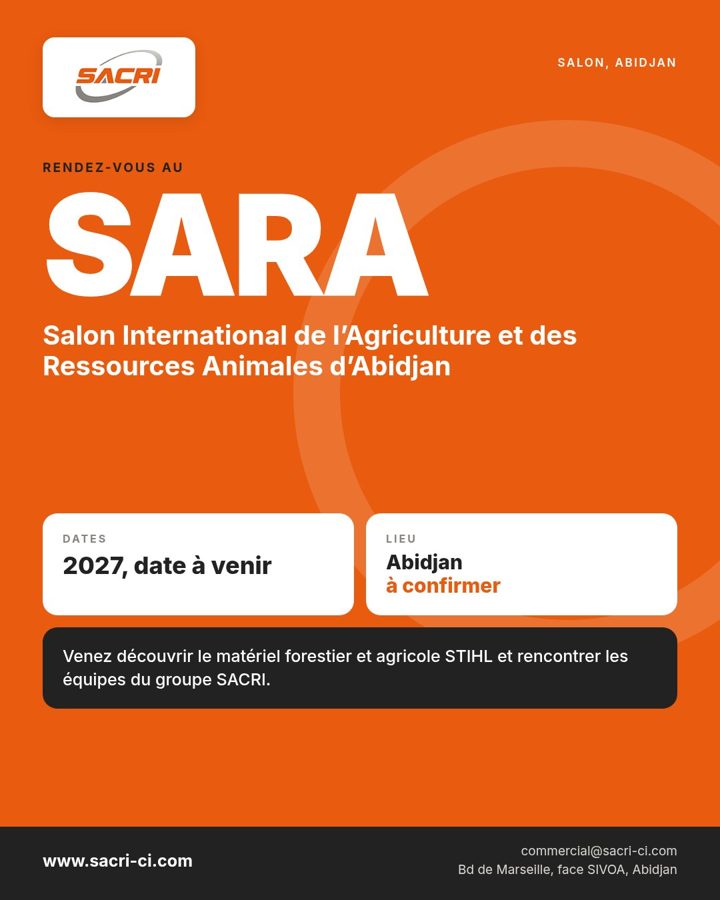 SACRI
SALON, ABIDJAN
RENDEZ-VOUS AU
SARA
Salon International de l’Agriculture et des
Ressources Animales d’Abidjan
DATES
2027, date à venir
LIEU
Abidjan
à confirmer
Venez découvrir le matériel forestier et agricole STIHL et rencontrer les
équipes du groupe SACRI.
www.sacri-ci.com
commercial@sacri-ci.com
Bd de Marseille, face SIVOA, Abidjan